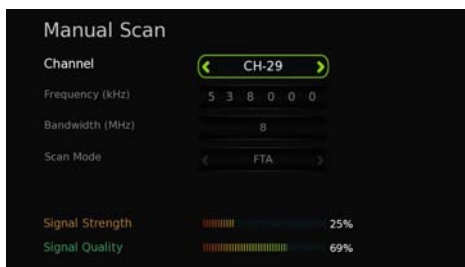 Manual Scan
Channel CH-29
Frequency (kHz) 5 3 8 0 0 0
Bandwidth (MHz) 8
Scan Mode FTA
Signal Strength 25%
Signal Quality 69%